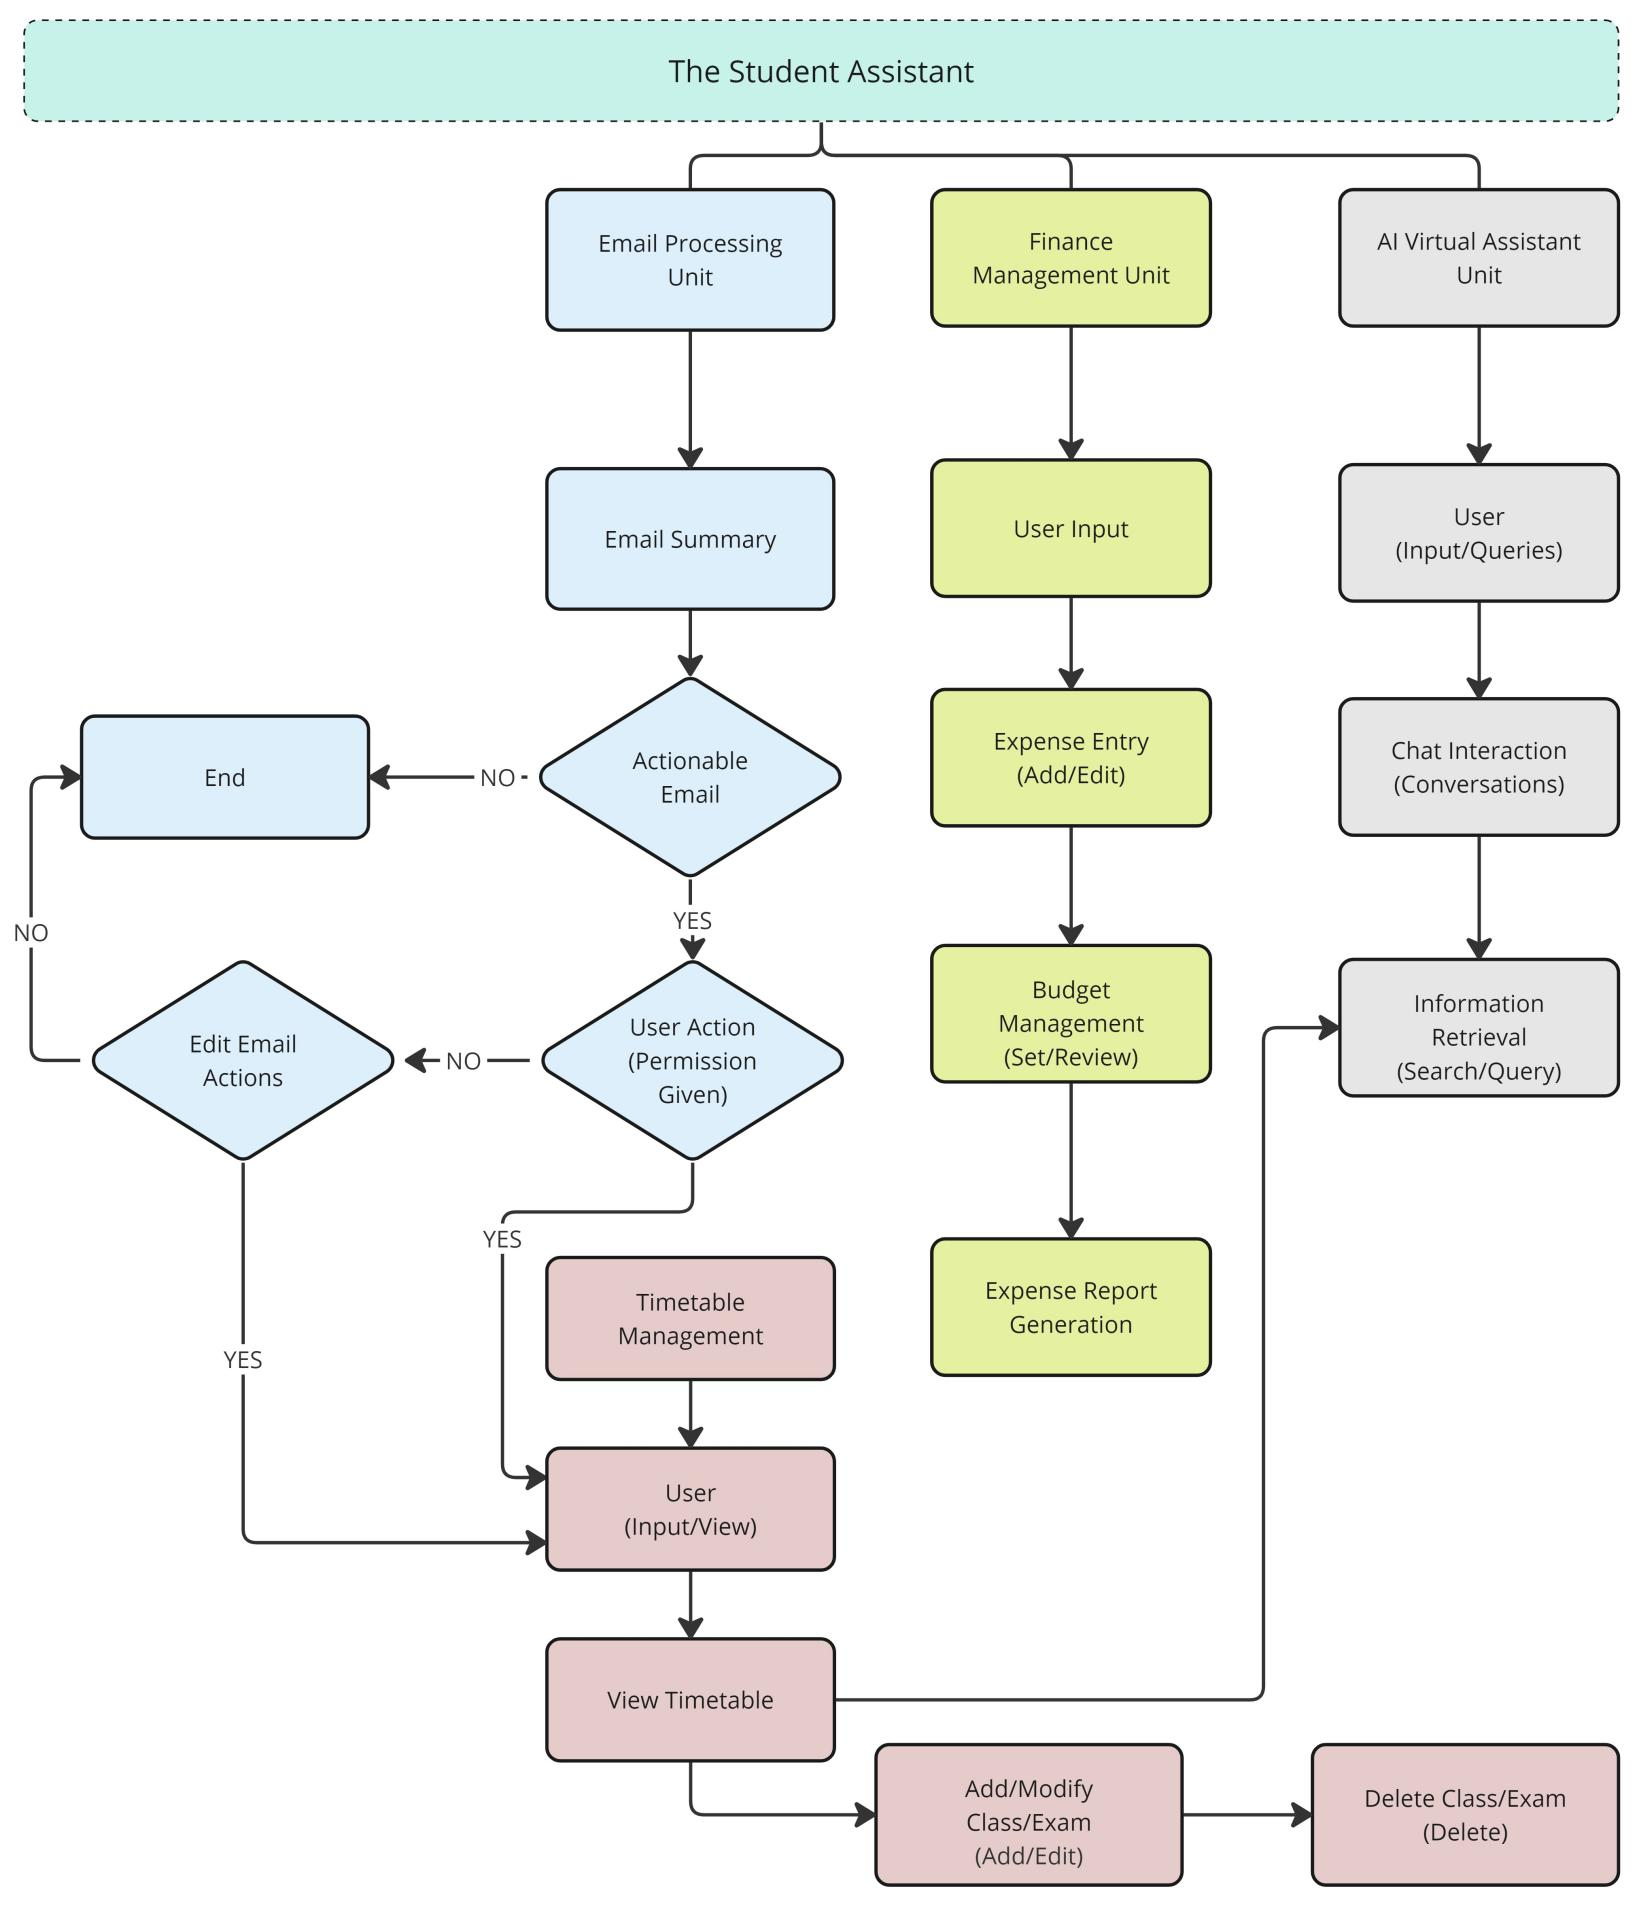 The Student Assistant
Email Processing
Unit
Finance
Management Unit
AI Virtual Assistant
Unit
Email Summary
User Input
User
(Input/Queries)
End
NO
Actionable
Email
Expense Entry
(Add/Edit)
Chat Interaction
(Conversations)
NO
YES
Edit Email
Actions
NO
User Action
(Permission
Given)
Budget
Management
(Set/Review)
Information
Retrieval
(Search/Query)
YES
YES
Timetable
Management
Expense Report
Generation
User
(Input/View)
View Timetable
Add/Modify
Class/Exam
(Add/Edit)
Delete Class/Exam
(Delete)